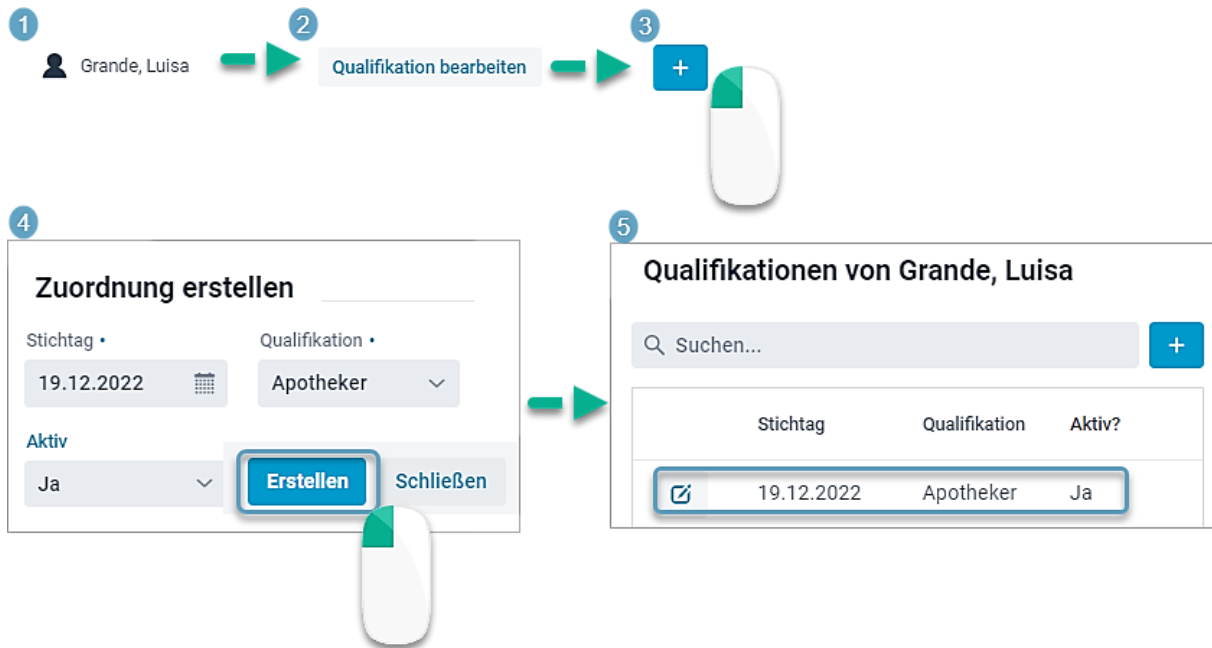 1
2
3
Grande, Luisa
Qualifikation bearbeiten
+
4
Zuordnung erstellen
Stichtag •
Qualifikation •
19.12.2022
Apotheker
Aktiv
Ja
Erstellen
Schließen
5
Qualifikationen von Grande, Luisa
Suchen...
+
Stichtag
Qualifikation
Aktiv?
19.12.2022
Apotheker
Ja